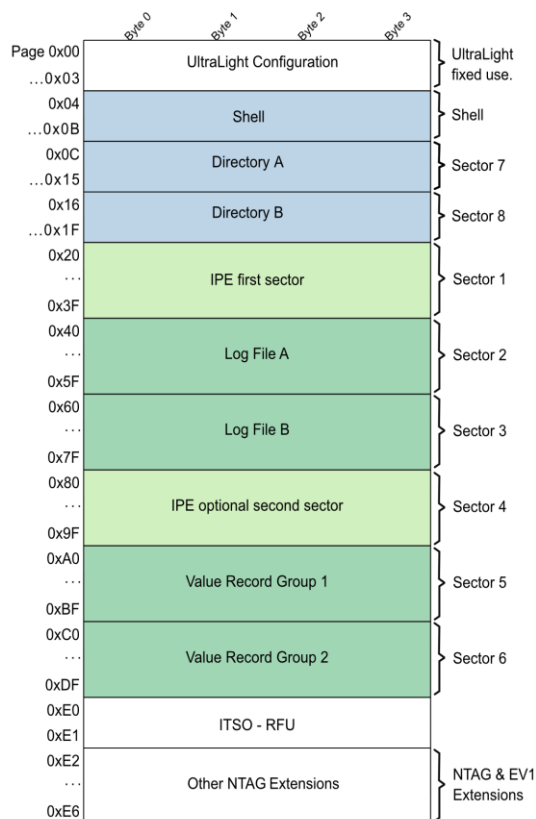 Byte 0 Byte 1 Byte 2 Byte 3
Page 0x00
...0x03
UltraLight Configuration
UltraLight
fixed use.
0x04
...0x0B
Shell
Shell
0x0C
...0x15
Directory A
Sector 7
0x16
...0x1F
Directory B
Sector 8
0x20
...
0x3F
IPE first sector
Sector 1
0x40
...
0x5F
Log File A
Sector 2
0x60
...
0x7F
Log File B
Sector 3
0x80
...
0x9F
IPE optional second sector
Sector 4
0xA0
...
0xBF
Value Record Group 1
Sector 5
0xC0
...
0xDF
Value Record Group 2
Sector 6
0xE0
0xE1
ITSO - RFU
0xE2
...
0xE6
Other NTAG Extensions
NTAG & EV1
Extensions